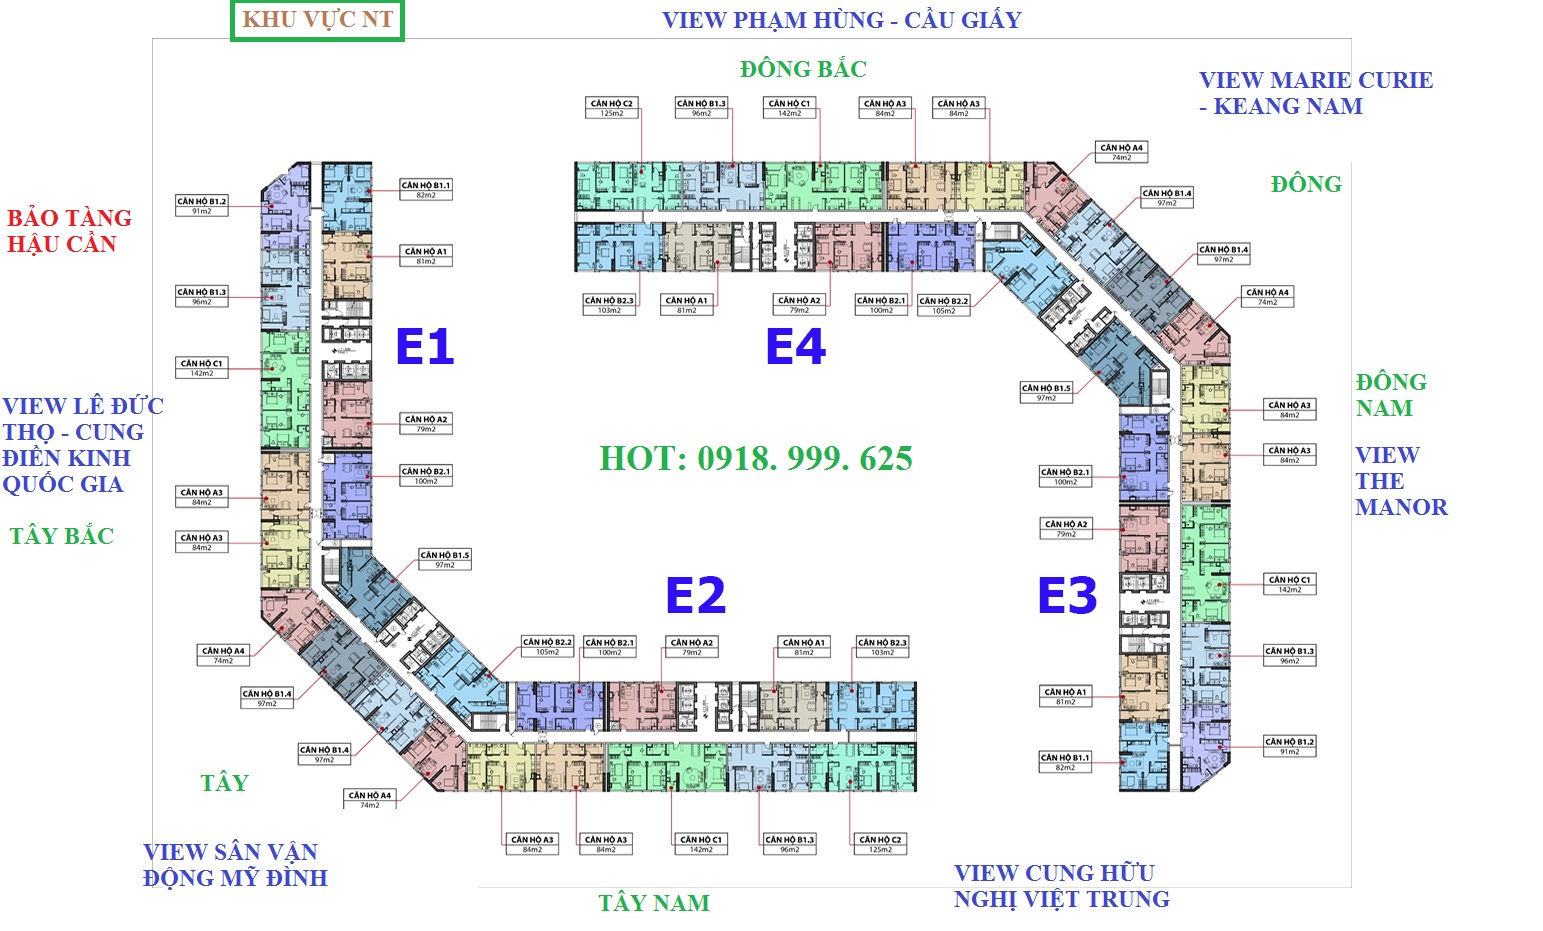 KHU VỰC NT
VIEW PHẠM HÙNG - CẦU GIẤY
ĐÔNG BẮC
VIEW MARIE CURIE
- KEANG NAM
CĂN HỘ C2
125m2
CĂN HỘ B1.3
96m2
CĂN HỘ C1
142m2
CĂN HỘ A3
84m2
CĂN HỘ A3
84m2
CĂN HỘ A4
74m2
ĐÔNG
CĂN HỘ B1.4
97m2
CĂN HỘ B1.4
97m2
CĂN HỘ A4
74m2
CĂN HỘ B1.1
82m2
CĂN HỘ B1.2
91m2
BẢO TÀNG
HẬU CẦN
CĂN HỘ A1
81m2
CĂN HỘ B1.3
96m2
CĂN HỘ B2.3
103m2
CĂN HỘ A1
81m2
CĂN HỘ A2
79m2
CĂN HỘ B2.1
100m2
CĂN HỘ B2.2
105m2
E1
E4
CĂN HỘ C1
142m2
CĂN HỘ B1.5
97m2
ĐÔNG
NAM
CĂN HỘ A3
84m2
VIEW LÊ ĐỨC
THỌ - CUNG
ĐIỀN KINH
QUỐC GIA
CĂN HỘ A2
79m2
HOT: 0918. 999. 625
CĂN HỘ A3
84m2
VIEW
THE
MANOR
CĂN HỘ B2.1
100m2
CĂN HỘ B2.1
100m2
CĂN HỘ A3
84m2
TÂY BẮC
CĂN HỘ A3
84m2
CĂN HỘ A2
79m2
CĂN HỘ B1.5
97m2
E2
E3
CĂN HỘ C1
142m2
CĂN HỘ A4
74m2
CĂN HỘ B2.2
105m2
CĂN HỘ B2.1
100m2
CĂN HỘ A2
79m2
CĂN HỘ A1
81m2
CĂN HỘ B2.3
103m2
CĂN HỘ B1.3
96m2
CĂN HỘ B1.4
97m2
CĂN HỘ A1
81m2
CĂN HỘ B1.4
97m2
CĂN HỘ B1.1
82m2
CĂN HỘ B1.2
91m2
TÂY
CĂN HỘ A4
74m2
CĂN HỘ A3
84m2
CĂN HỘ A3
84m2
CĂN HỘ C1
142m2
CĂN HỘ B1.3
96m2
CĂN HỘ C2
125m2
VIEW SÂN VẬN
ĐỘNG MỸ ĐÌNH
VIEW CUNG HỮU
NGHỊ VIỆT TRUNG
TÂY NAM